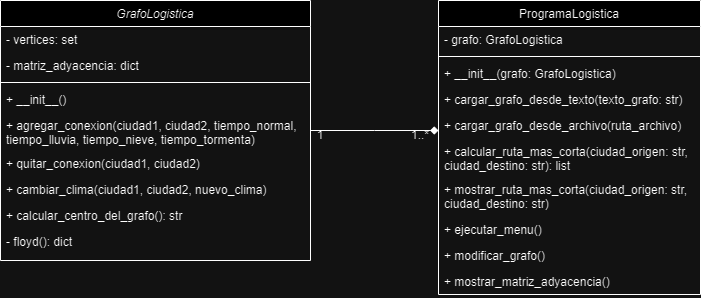 GrafoLogistica
- vertices: set
- matriz_adyacencia: dict
+ __init__()
+ agregar_conexion(ciudad1, ciudad2, tiempo_normal,
tiempo_lluvia, tiempo_nieve, tiempo_tormenta)
+ quitar_conexion(ciudad1, ciudad2)
+ cambiar_clima(ciudad1, ciudad2, nuevo_clima)
+ calcular_centro_del_grafo(): str
- floyd(): dict
1
1..*
ProgramaLogistica
- grafo: GrafoLogistica
+ __init__(grafo: GrafoLogistica)
+ cargar_grafo_desde_texto(texto_grafo: str)
+ cargar_grafo_desde_archivo(ruta_archivo)
+ calcular_ruta_mas_corta(ciudad_origen: str,
ciudad_destino: str): list
+ mostrar_ruta_mas_corta(ciudad_origen: str,
ciudad_destino: str)
+ ejecutar_menu()
+ modificar_grafo()
+ mostrar_matriz_adyacencia()